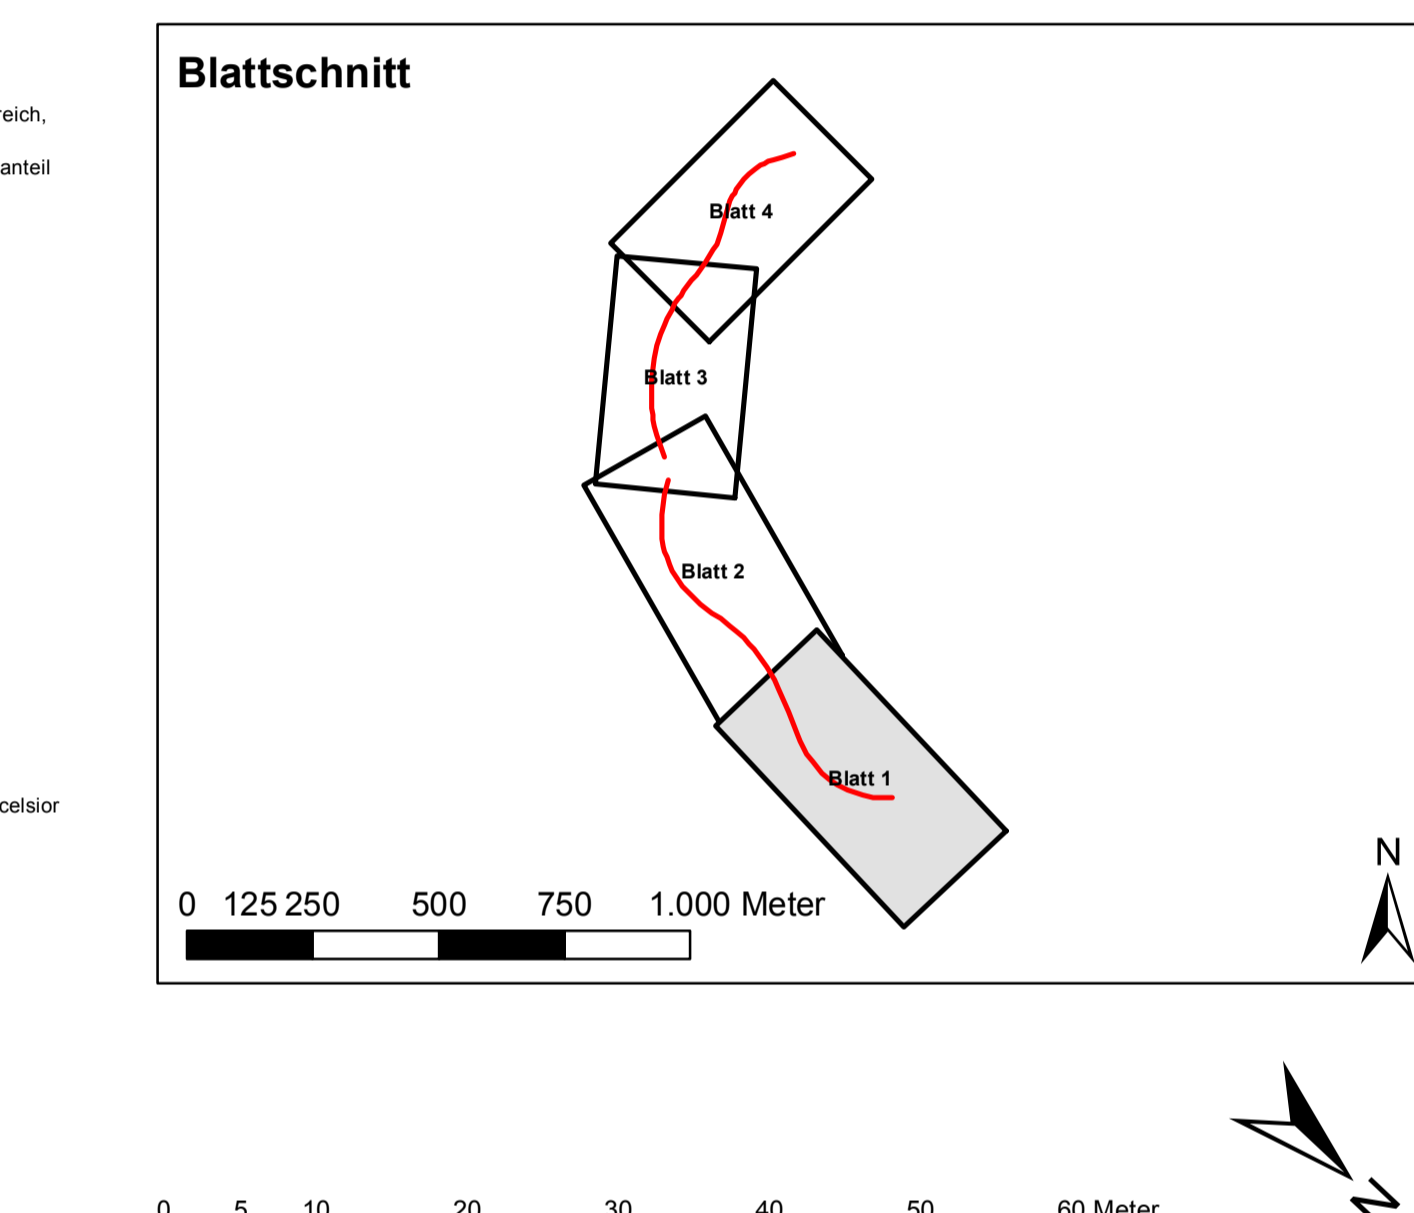 Blattschnitt
reich,
anteil
Blatt 4
Blatt 3
Blatt 2
Blatt 1
celsior
N
0 125 250 500 750 1.000 Meter
N
0 5 10 20 30 40 50 60 Meter